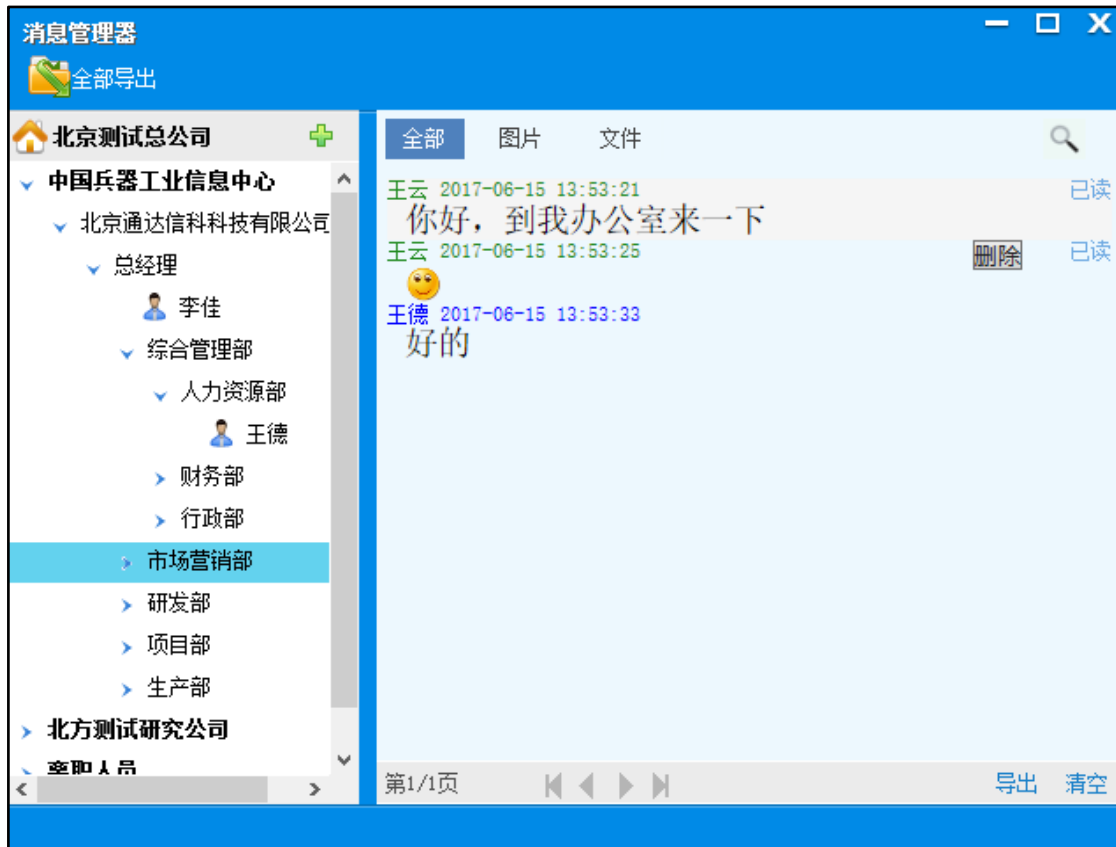 消息管理器
全部导出
北京测试总公司
中国兵器工业信息中心
北京通达信科科技有限公司
总经理
李佳
综合管理部
人力资源部
王德
财务部
行政部
市场营销部
研发部
项目部
生产部
北方测试研究公司
离职人员
全部 图片 文件
王云 2017-06-15 13:53:21 已读
你好，到我办公室来一下
王云 2017-06-15 13:53:25 删除 已读
王德 2017-06-15 13:53:33
好的
第1/1页 导出 清空